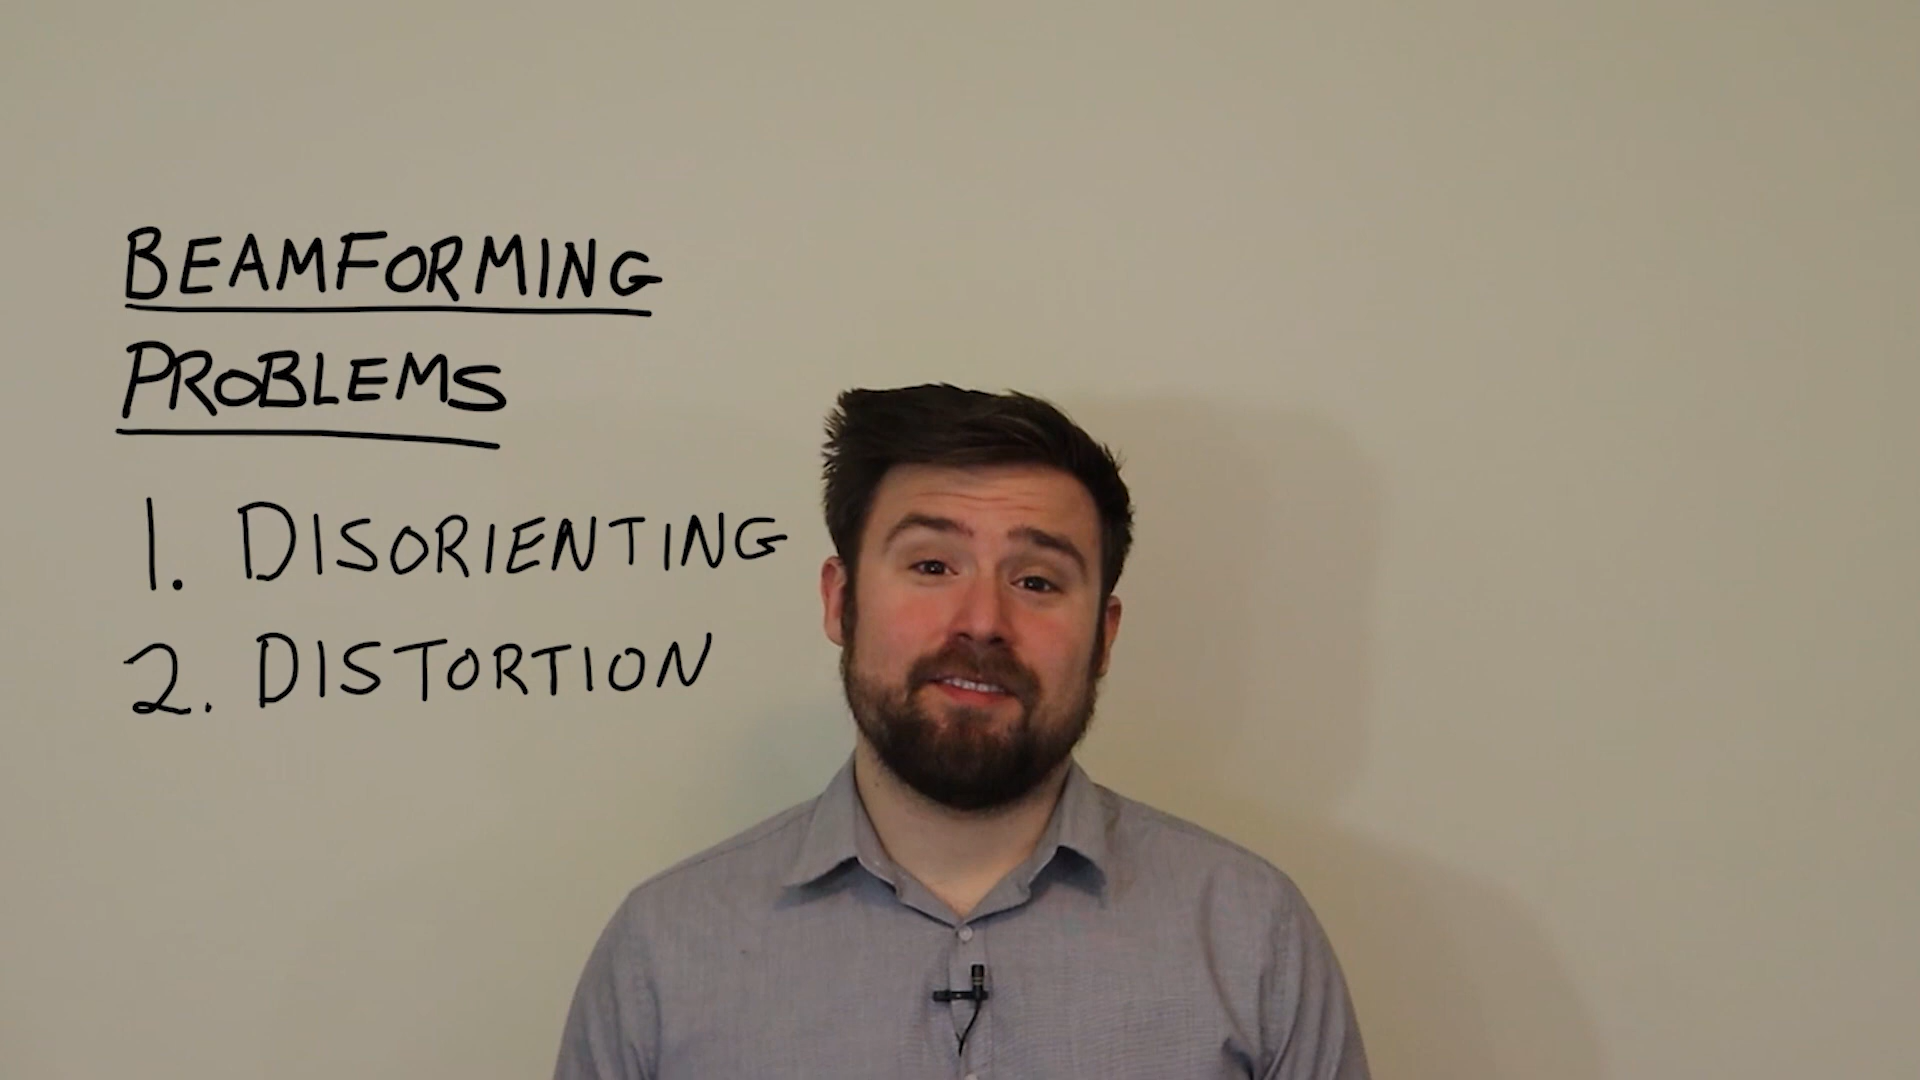 BEAMFORMING
PROBLEMS
1. DISORIENTING
2. DISTORTION